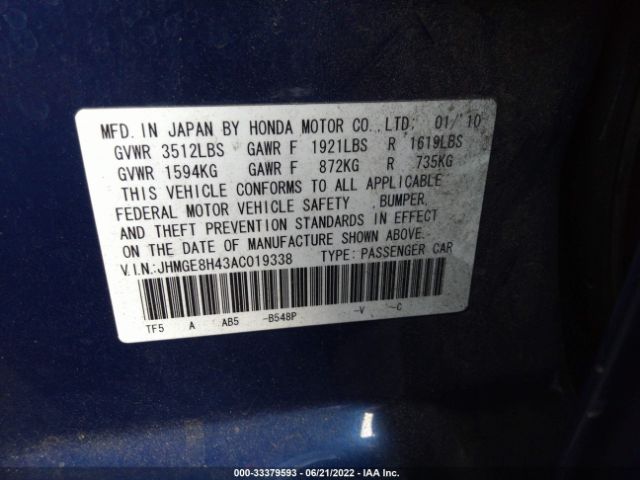 MFD. IN JAPAN BY HONDA MOTOR CO., LTD. 01/'10
GVWR 3512LBS GAWR F 1921LBS R 1619LBS
GVWR 1594KG GAWR F 872KG R 735KG
THIS VEHICLE CONFORMS TO ALL APPLICABLE
FEDERAL MOTOR VEHICLE SAFETY , BUMPER,
AND THEFT PREVENTION STANDARDS IN EFFECT
ON THE DATE OF MANUFACTURE SHOWN ABOVE.
V.I.N.:JHMGE8H43AC019338 TYPE: PASSENGER CAR
TF5 A AB5 -B548P -V -C
000-33379593 - 06/21/2022 - IAA Inc.